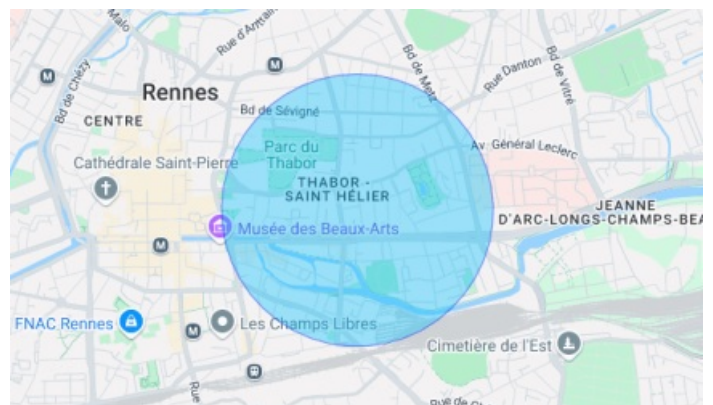 Malo
Rue d'Antrain
Bd de Chézy
M
M
Bd de Metz
Rue Danton
Bd de Vitré
Rennes
CENTRE
Bd de Sévigné
Parc du
Thabor
Av. Général Leclerc
Cathédrale Saint-Pierre
THABOR -
SAINT HÉLIER
JEANNE
D'ARC-LONGS-CHAMPS-BEA
Musée des Beaux-Arts
M
FNAC Rennes
M
Les Champs Libres
Cimetière de l'Est
Rue